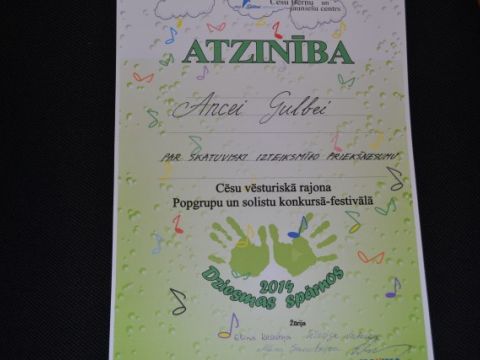 Cēsu Bērnu un
jauniešu centrs
ATZINĪBA
Ancei Gulbei
PAR SKATUVISKI IZTEIKSMĪGO PRIEKŠNESUMU
Cēsu vēsturiskā rajona
Popgrupu un solistu konkursā-festivālā
2014
Dziesmas spārnos
Žūrija